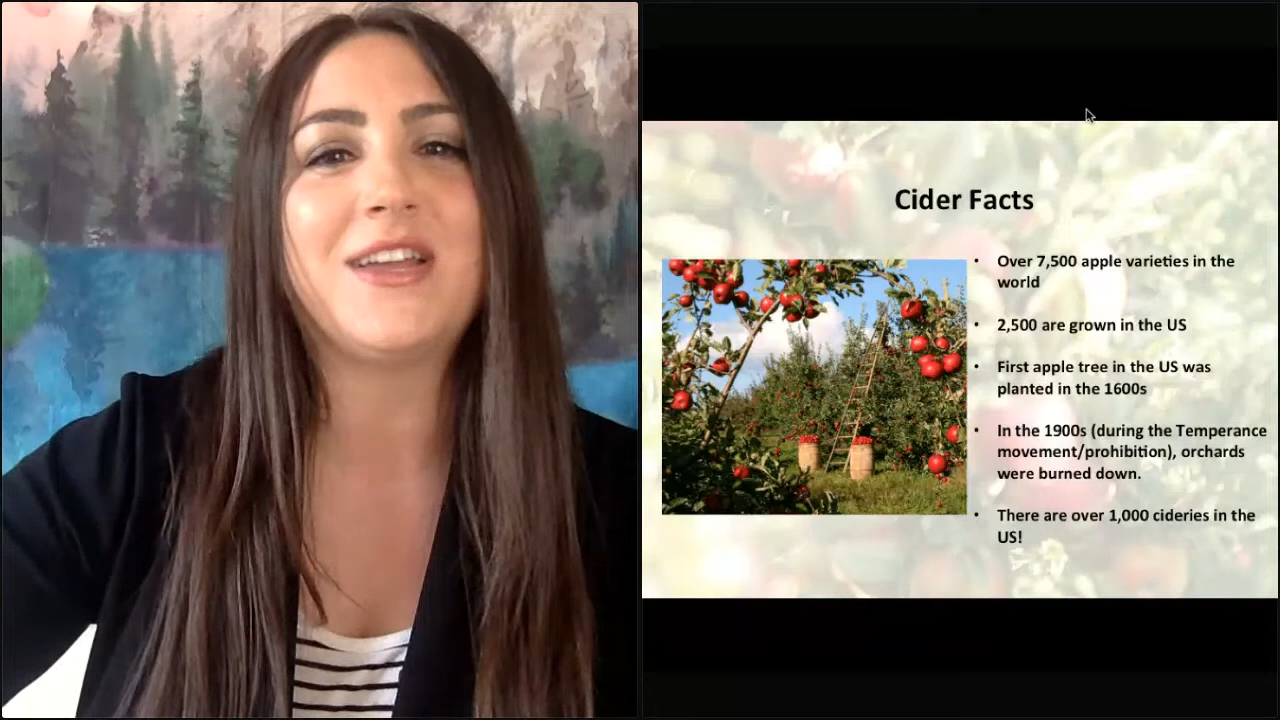 Cider Facts
• Over 7,500 apple varieties in the
world
• 2,500 are grown in the US
• First apple tree in the US was
planted in the 1600s
• In the 1900s (during the Temperance
movement/prohibition), orchards
were burned down.
• There are over 1,000 cideries in the
US!